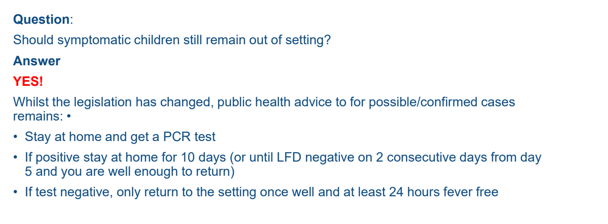 Question:
Should symptomatic children still remain out of setting?
Answer
YES!
Whilst the legislation has changed, public health advice to for possible/confirmed cases
remains: •
• Stay at home and get a PCR test
• If positive stay at home for 10 days (or until LFD negative on 2 consecutive days from day
5 and you are well enough to return)
• If test negative, only return to the setting once well and at least 24 hours fever free